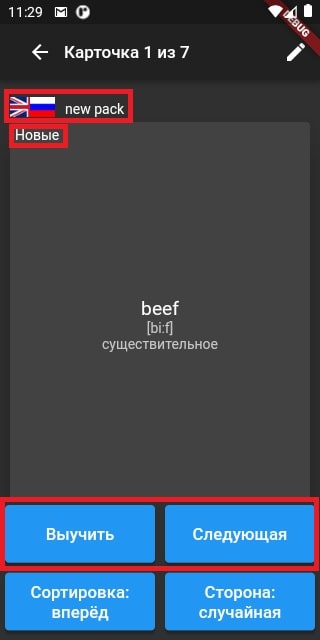 11:29
DEBUG
Карточка 1 из 7
new pack
Новые
beef
[bi:f]
существительное
Выучить
Следующая
Сортировка:
вперёд
Сторона:
случайная